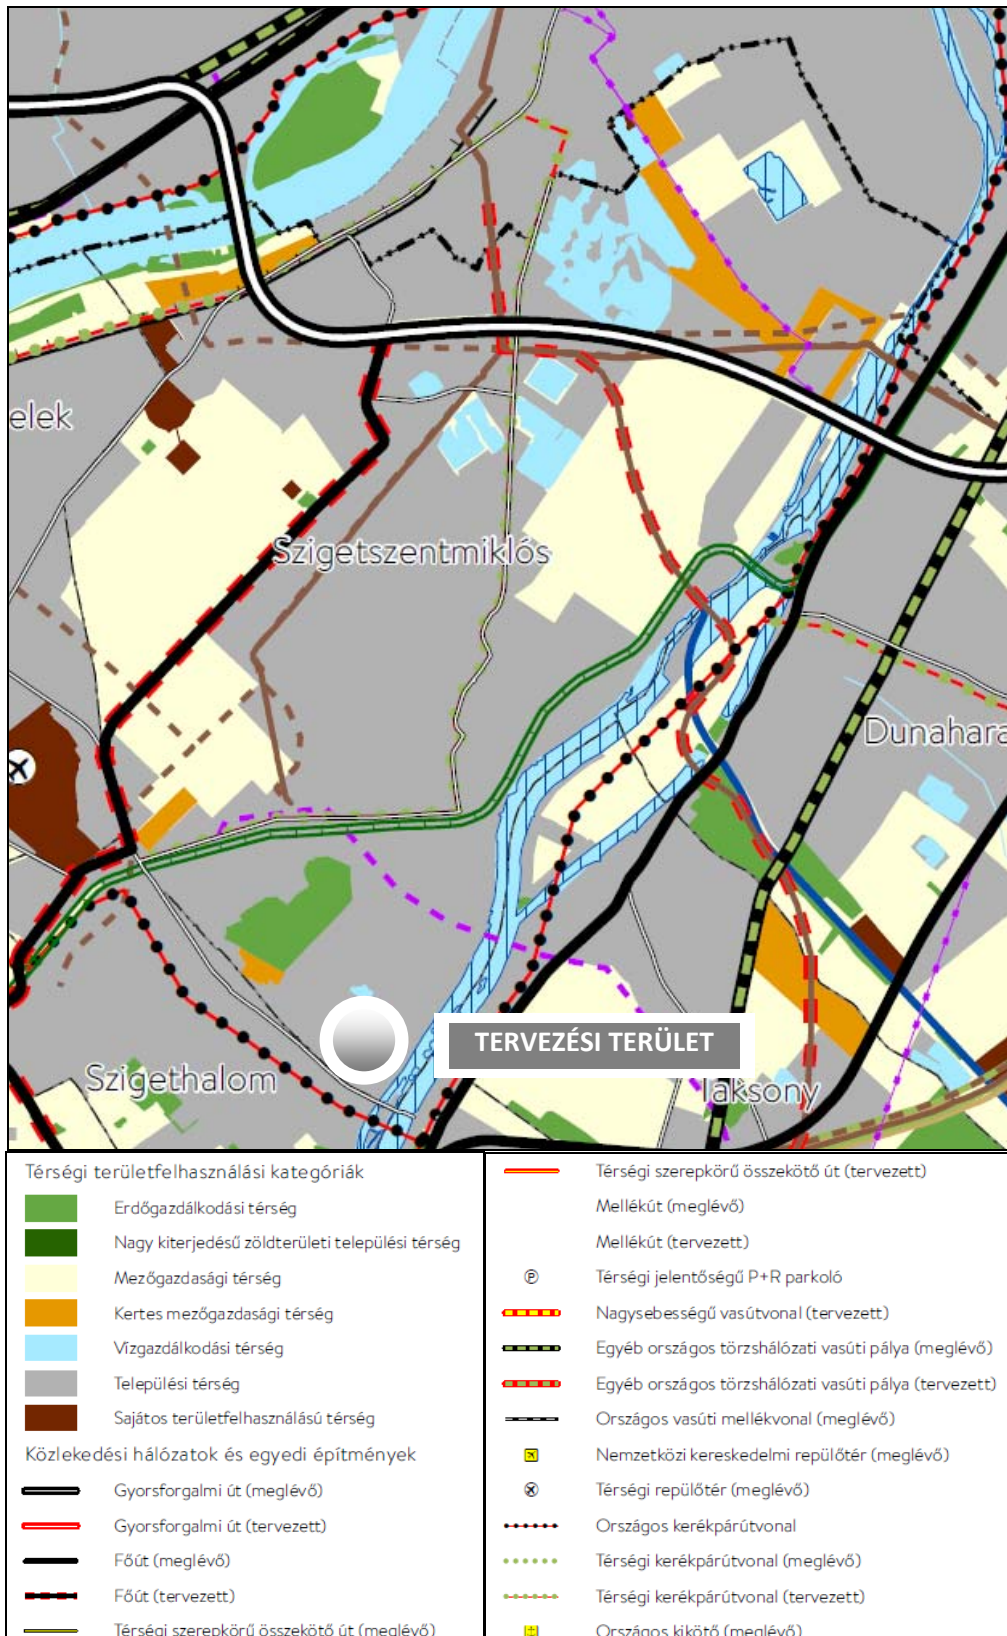 elek
Szigetszentmiklós
Dunahara
TERVEZÉSI TERÜLET
Szigethalom
Taksony
Térségi területfelhasználási kategóriák
Erdőgazdálkodási térség
Nagy kiterjedésű zöldterületi települési térség
Mezőgazdasági térség
Kertes mezőgazdasági térség
Vízgazdálkodási térség
Települési térség
Sajátos területfelhasználású térség
Közlekedési hálózatok és egyedi építmények
Gyorsforgalmi út (meglévő)
Gyorsforgalmi út (tervezett)
Főút (meglévő)
Főút (tervezett)
Térségi szerepkörű összekötő út (meglévő)
Térségi szerepkörű összekötő út (tervezett)
Mellékút (meglévő)
Mellékút (tervezett)
P Térségi jelentőségű P+R parkoló
Nagysebességű vasútvonal (tervezett)
Egyéb országos törzshálózati vasúti pálya (meglévő)
Egyéb országos törzshálózati vasúti pálya (tervezett)
Országos vasúti mellékvonal (meglévő)
Nemzetközi kereskedelmi repülőtér (meglévő)
Térségi repülőtér (meglévő)
Országos kerékpárútvonal
Térségi kerékpárútvonal (meglévő)
Térségi kerékpárútvonal (tervezett)
Országos kikötő (meglévő)